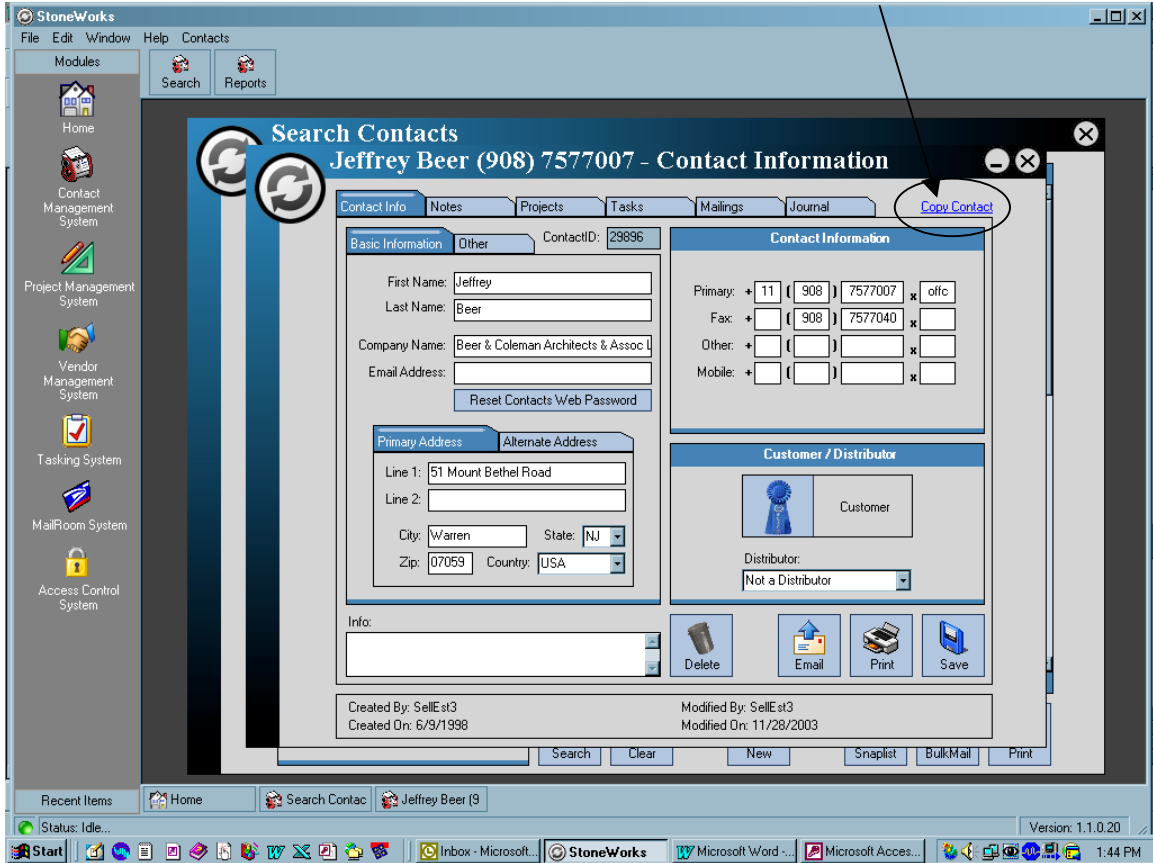 StoneWorks
File Edit Window Help Contacts
Modules
Search Reports
Home
Contact
Management
System
Project Management
System
Vendor
Management
System
Tasking System
MailRoom System
Access Control
System
Recent Items
Search Contacts
Jeffrey Beer (908) 7577007 - Contact Information
Contact Info Notes Projects Tasks Mailings Journal Copy Contact
Basic Information Other ContactID: 29896
First Name: Jeffrey
Last Name: Beer
Company Name: Beer & Coleman Architects & Assoc L
Email Address:
Reset Contacts Web Password
Primary Address Alternate Address
Line 1: 51 Mount Bethel Road
Line 2:
City: Warren State: NJ
Zip: 07059 Country: USA
Info:
Contact Information
Primary: + 11 ( 908 ) 7577007 x offc
Fax: + ( 908 ) 7577040 x
Other: + ( ) x
Mobile: + ( ) x
Customer / Distributor
Customer
Distributor:
Not a Distributor
Delete Email Print Save
Created By: SellEst3 Modified By: SellEst3
Created On: 6/9/1998 Modified On: 11/28/2003
Search Clear New Snaplist BulkMail Print
Home Search Contac Jeffrey Beer (9
Status: Idle... Version: 1.1.0.20
Start Inbox - Microsoft... StoneWorks Microsoft Word -... Microsoft Acces... 1:44 PM